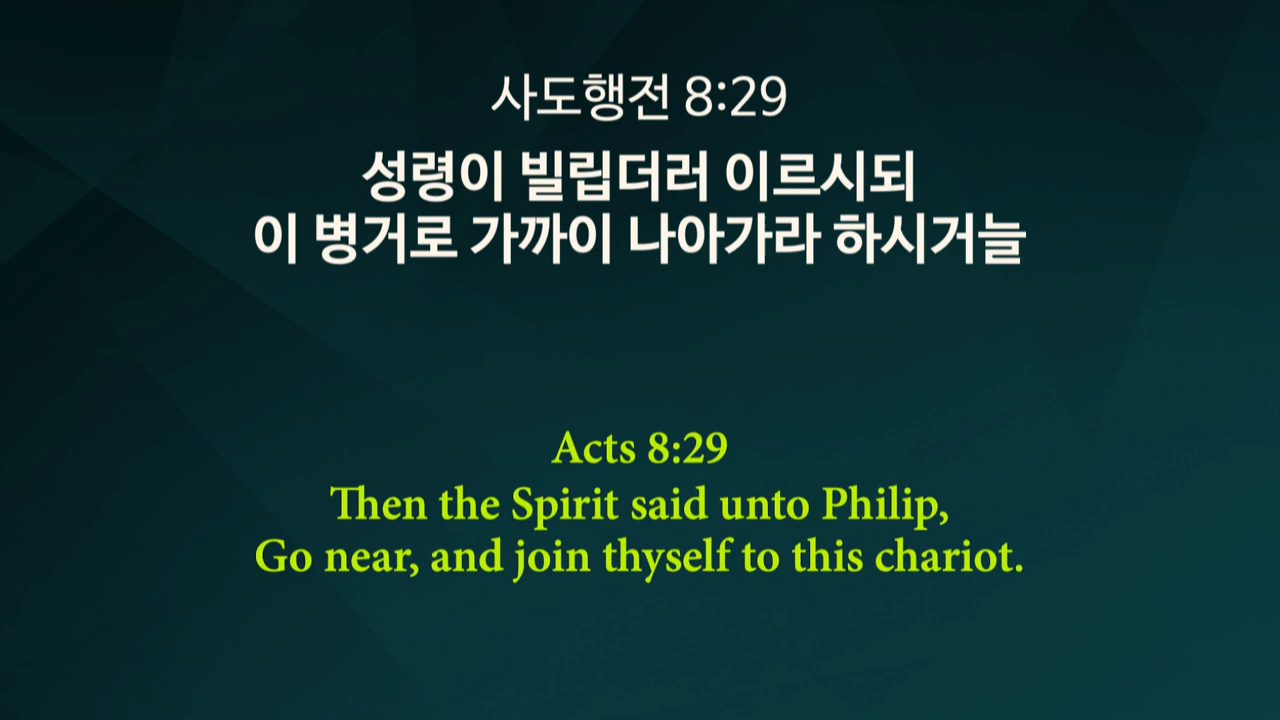 사도행전 8:29
성령이 빌립더러 이르시되
이 병거로 가까이 나아가라 하시거늘
Acts 8:29
Then the Spirit said unto Philip,
Go near, and join thyself to this chariot.